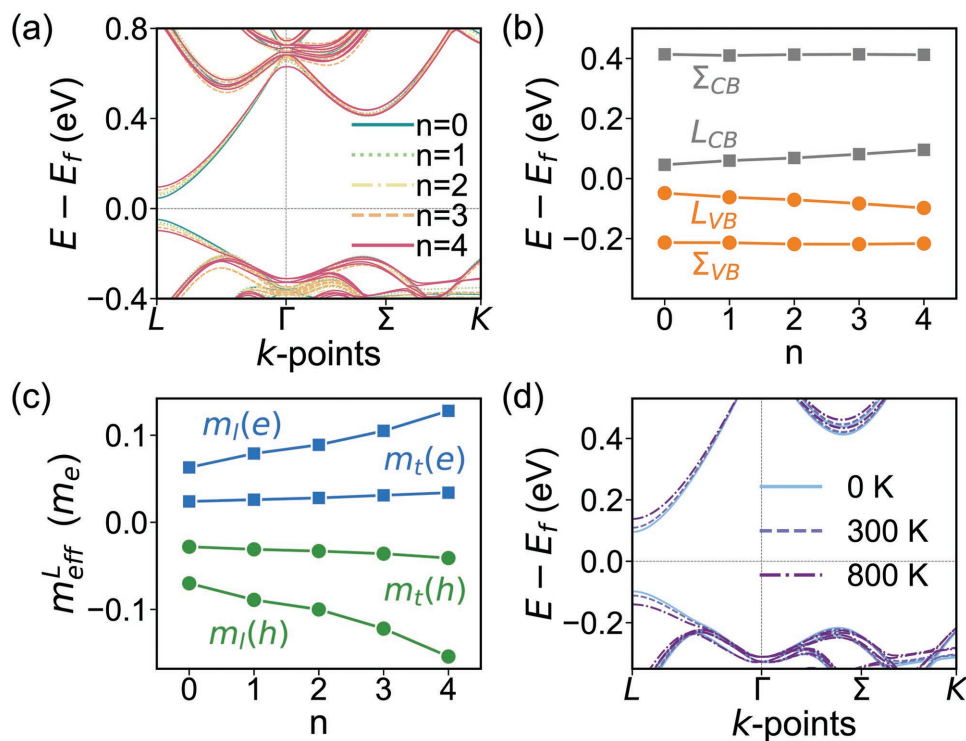 (a)
0.8
0.4
0.0
−0.4
E − E_f (eV)
n=0
n=1
n=2
n=3
n=4
L Γ Σ K
k-points
(b)
0.4
0.2
0.0
−0.2
E − E_f (eV)
Σ_CB
L_CB
L_VB
Σ_VB
0 1 2 3 4
n
(c)
0.1
0.0
−0.1
m^L_eff (m_e)
m_l(e)
m_t(e)
m_t(h)
m_l(h)
0 1 2 3 4
n
(d)
0.4
0.2
0.0
−0.2
E − E_f (eV)
0 K
300 K
800 K
L Γ Σ K
k-points